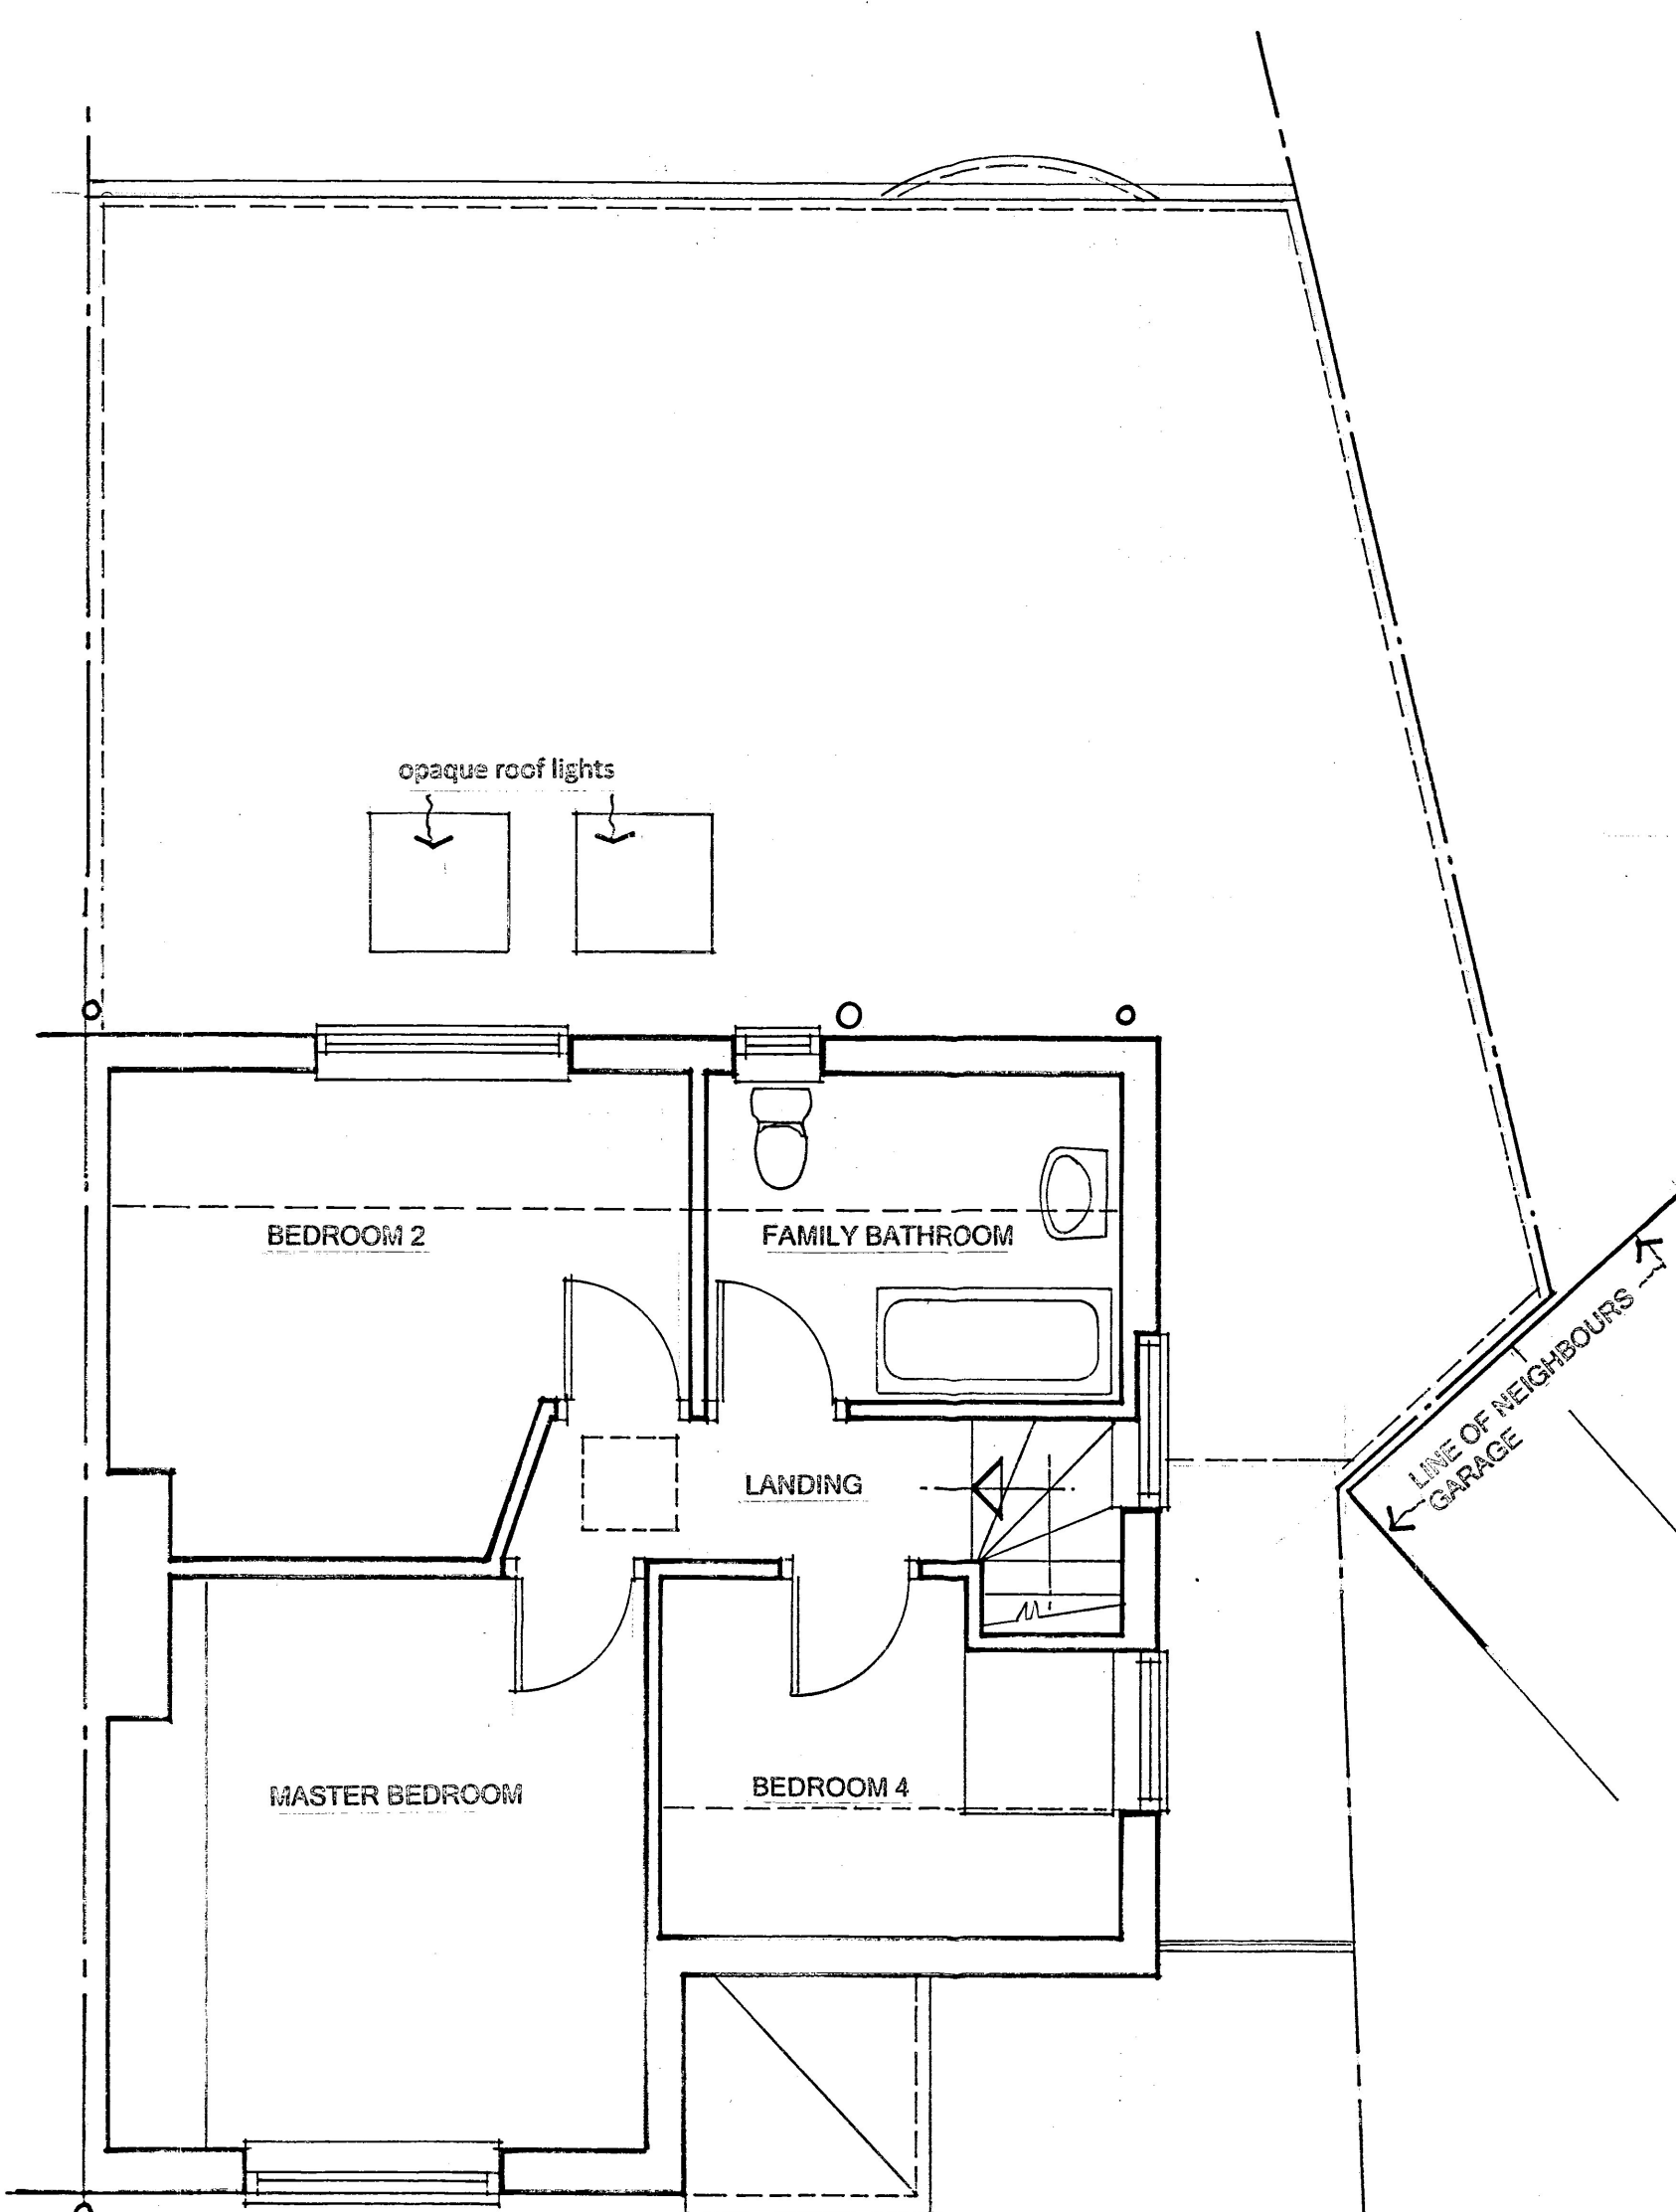 opaque roof lights
BEDROOM 2
FAMILY BATHROOM
LINE OF NEIGHBOURS
GARAGE
LANDING
MASTER BEDROOM
BEDROOM 4